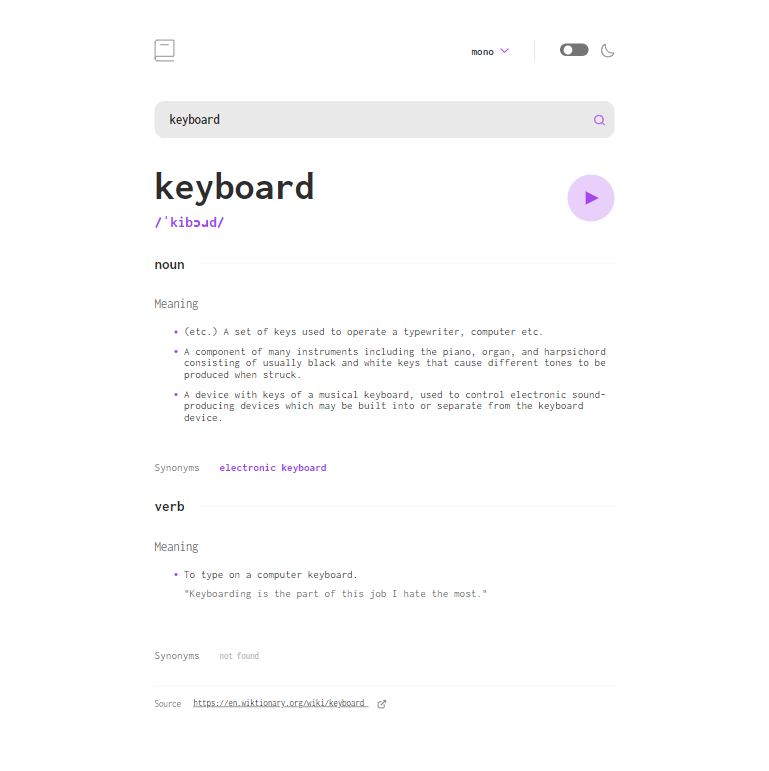 mono
keyboard
keyboard
/ˈkibɔɹd/
noun
Meaning
• (etc.) A set of keys used to operate a typewriter, computer etc.
• A component of many instruments including the piano, organ, and harpsichord
consisting of usually black and white keys that cause different tones to be
produced when struck.
• A device with keys of a musical keyboard, used to control electronic sound-
producing devices which may be built into or separate from the keyboard
device.
Synonyms electronic keyboard
verb
Meaning
• To type on a computer keyboard.
"Keyboarding is the part of this job I hate the most."
Synonyms not found
Source https://en.wiktionary.org/wiki/keyboard